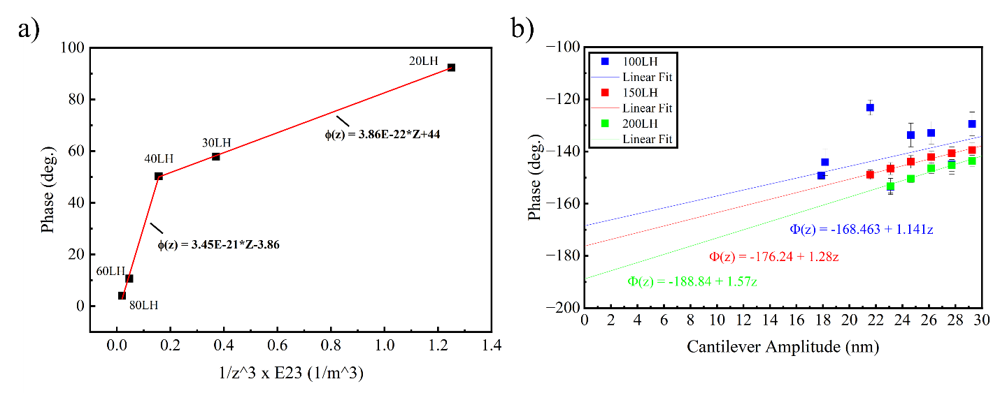 a)
100
80
60
40
20
0
Phase (deg.)
20LH
30LH
40LH
60LH
80LH
ϕ(z) = 3.86E-22*Z+44
ϕ(z) = 3.45E-21*Z-3.86
0.0 0.2 0.4 0.6 0.8 1.0 1.2 1.4
1/z^3 x E23 (1/m^3)
b)
−100
−120
−140
−160
−180
−200
Phase (deg.)
100LH
Linear Fit
150LH
Linear Fit
200LH
Linear Fit
Φ(z) = -168.463 + 1.141z
Φ(z) = -176.24 + 1.28z
Φ(z) = -188.84 + 1.57z
0 2 4 6 8 10 12 14 16 18 20 22 24 26 28 30
Cantilever Amplitude (nm)